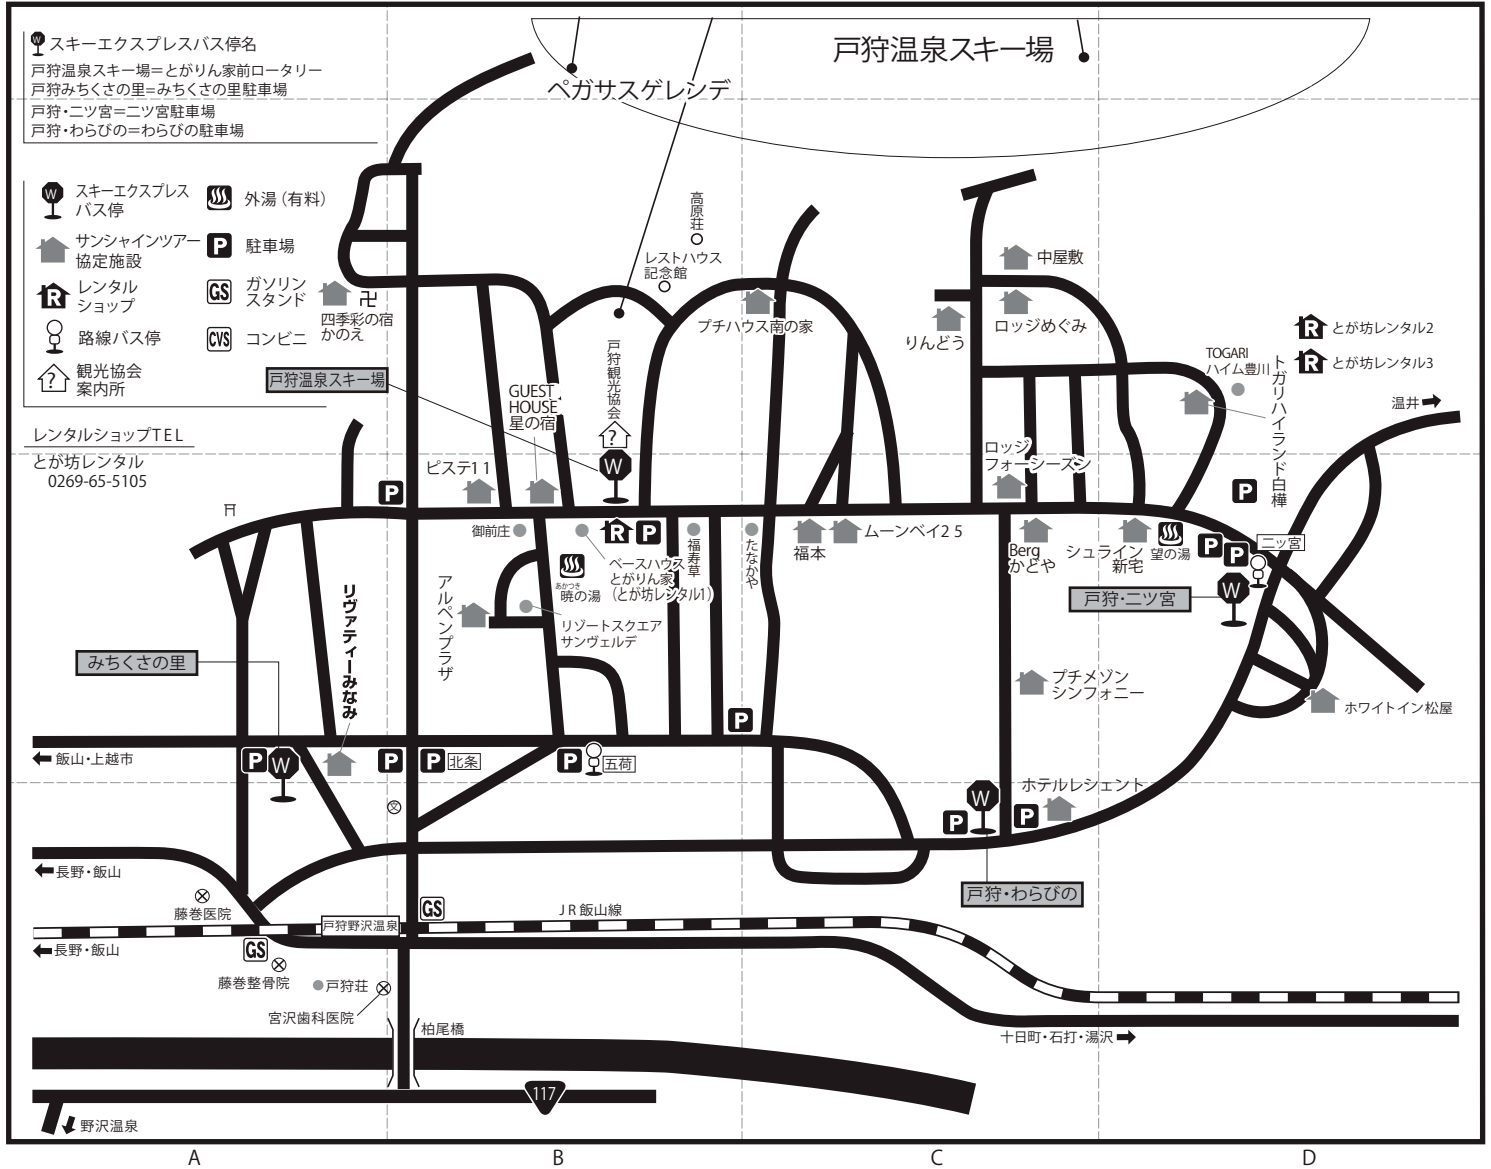 スキーエクスプレスバス停名
戸狩温泉スキー場=とがりん家前ロータリー
戸狩みちくさの里=みちくさの里駐車場
戸狩・二ツ宮=二ツ宮駐車場
戸狩・わらびの=わらびの駐車場
W
スキーエクスプレス
バス停
外湯（有料）
サンシャインツアー
協定施設
P
駐車場
R
レンタル
ショップ
GS
ガソリン
スタンド
路線バス停
CVS
コンビニ
?
観光協会
案内所
レンタルショップTEL
とが坊レンタル
0269-65-5105
戸狩温泉スキー場
ペガサスゲレンデ
高原荘
レストハウス
記念館
四季彩の宿
かのえ
卍
戸狩温泉スキー場
戸狩観光協会
?
GUEST
HOUSE
星の宿
ピステ11
プチハウス南の家
りんどう
中屋敷
ロッジめぐみ
TOGARI
ハイム豊川
トガリハイランド白樺
R
とが坊レンタル2
R
とが坊レンタル3
温井
ロッジ
フォーシーズン
P
W
P
御前庄
R
P
福寿草
たなかや
福本
ムーンベイ25
Berg
かどや
シュライン
新宅
望の湯
P
P
二ッ宮
W
戸狩・二ツ宮
あかつき
暁の湯
ベースハウス
とがりん家
（とが坊レンタル1）
リゾートスクエア
サンヴェルデ
アルペンプラザ
リヴァティーみなみ
みちくさの里
プチメゾン
シンフォニー
ホワイトイン松屋
飯山・上越市
P
W
P
P
北条
P
五荷
P
文
W
P
P
ホテルレジェント
戸狩・わらびの
長野・飯山
藤巻医院
戸狩野沢温泉
GS
JR飯山線
長野・飯山
GS
藤巻整骨院
戸狩荘
宮沢歯科医院
柏尾橋
十日町・石打・湯沢
117
野沢温泉
A
B
C
D